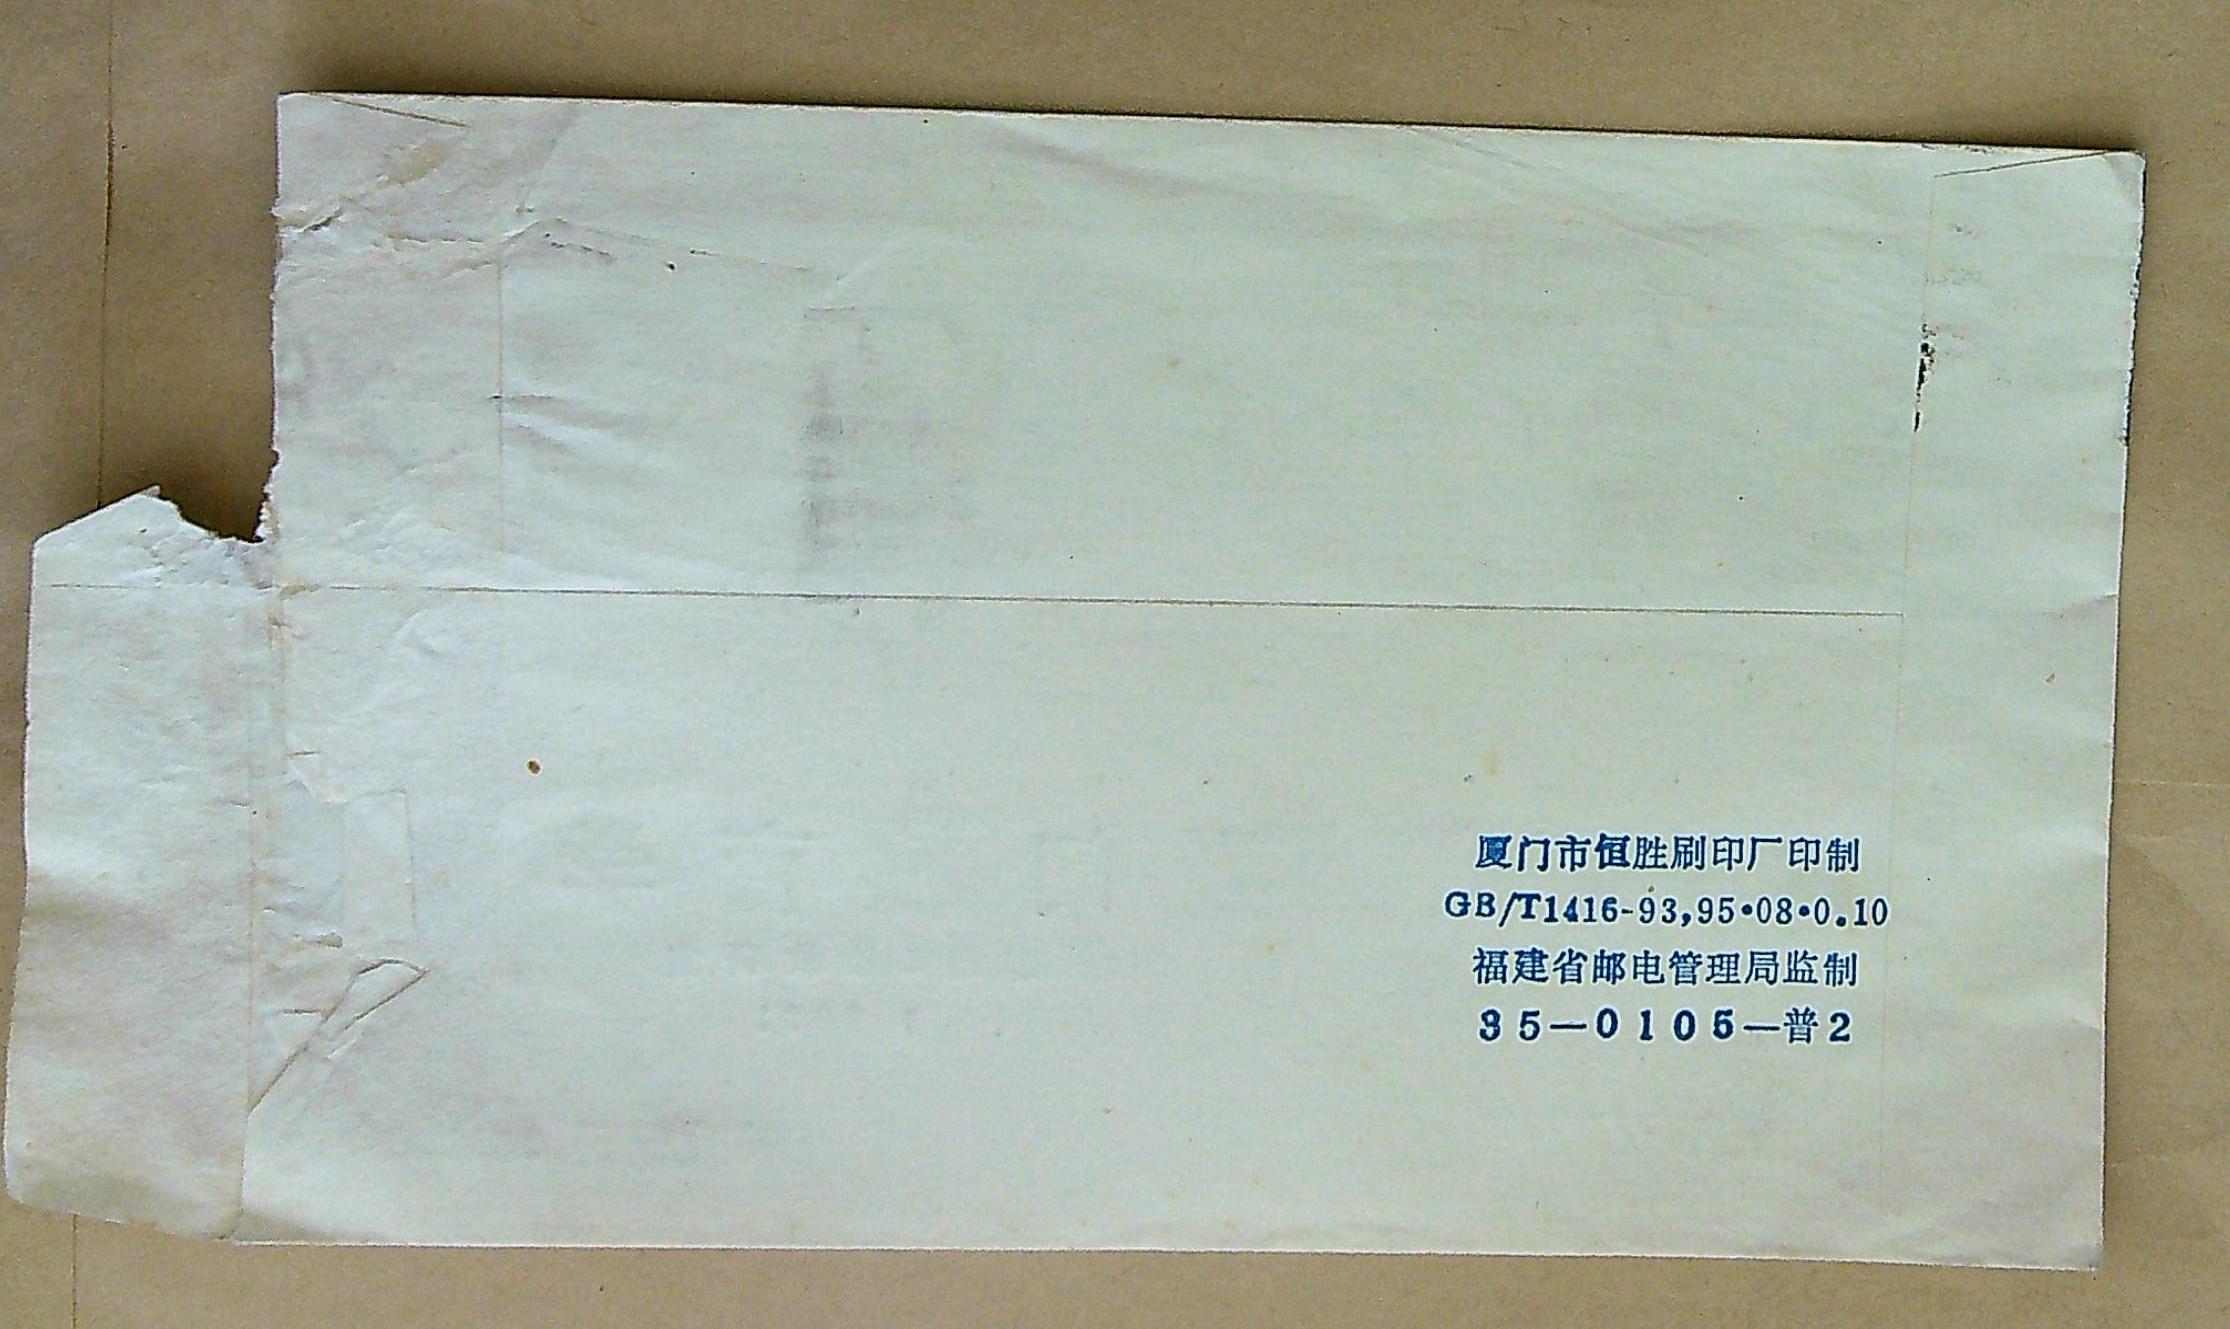 厦门市恒胜刷印厂印制
GB/T1416-93,95•08•0.10
福建省邮电管理局监制
35—0105—普2